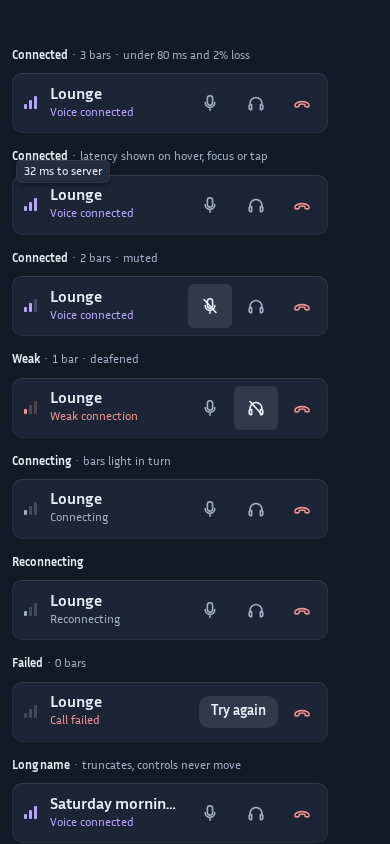 Connected · 3 bars · under 80 ms and 2% loss
Lounge
Voice connected
Connected · latency shown on hover, focus or tap
32 ms to server
Lounge
Voice connected
Connected · 2 bars · muted
Lounge
Voice connected
Weak · 1 bar · deafened
Lounge
Weak connection
Connecting · bars light in turn
Lounge
Connecting
Reconnecting
Lounge
Reconnecting
Failed · 0 bars
Lounge
Call failed
Try again
Long name · truncates, controls never move
Saturday mornin...
Voice connected